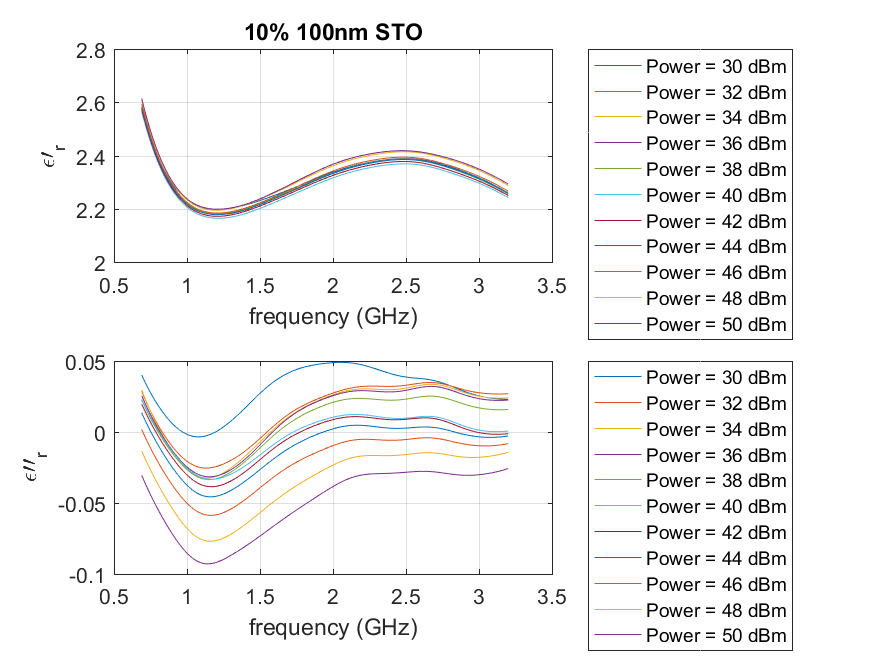 10% 100nm STO
2.8
2.6
2.4
2.2
2
0.5 1 1.5 2 2.5 3 3.5
ϵ′r
frequency (GHz)
Power = 30 dBm
Power = 32 dBm
Power = 34 dBm
Power = 36 dBm
Power = 38 dBm
Power = 40 dBm
Power = 42 dBm
Power = 44 dBm
Power = 46 dBm
Power = 48 dBm
Power = 50 dBm
0.05
0
-0.05
-0.1
0.5 1 1.5 2 2.5 3 3.5
ϵ′′r
frequency (GHz)
Power = 30 dBm
Power = 32 dBm
Power = 34 dBm
Power = 36 dBm
Power = 38 dBm
Power = 40 dBm
Power = 42 dBm
Power = 44 dBm
Power = 46 dBm
Power = 48 dBm
Power = 50 dBm